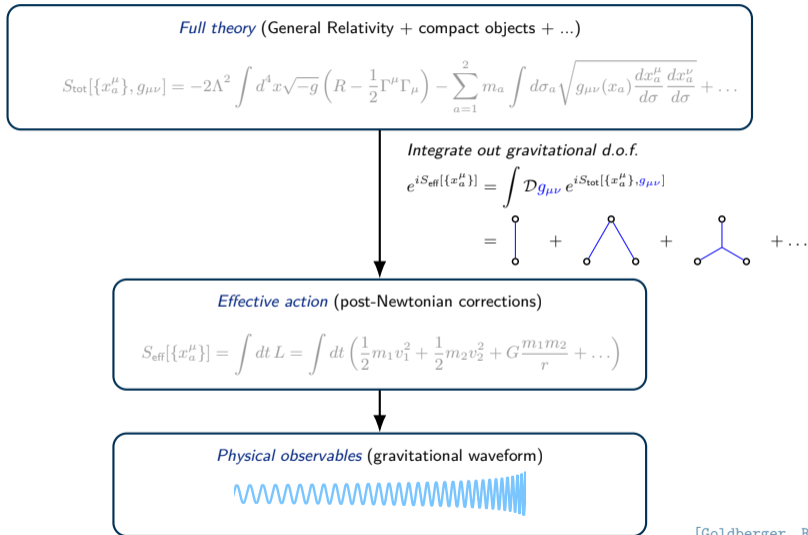 Full theory (General Relativity + compact objects + ...)
S_tot[{x_a^μ}, g_μν] = −2Λ² ∫ d⁴x √−g (R − 1/2 Γ^μ Γ_μ) − ∑_{a=1}^{2} m_a ∫ dσ_a √(g_μν(x_a) dx_a^μ/dσ dx_a^ν/dσ) + ...
Integrate out gravitational d.o.f.
e^{iS_eff[{x_a^μ}]} = ∫ 𝒟g_μν e^{iS_tot[{x_a^μ},g_μν]}
= + + + ...
Effective action (post-Newtonian corrections)
S_eff[{x_a^μ}] = ∫ dt L = ∫ dt (1/2 m₁v₁² + 1/2 m₂v₂² + G m₁m₂/r + ...)
Physical observables (gravitational waveform)